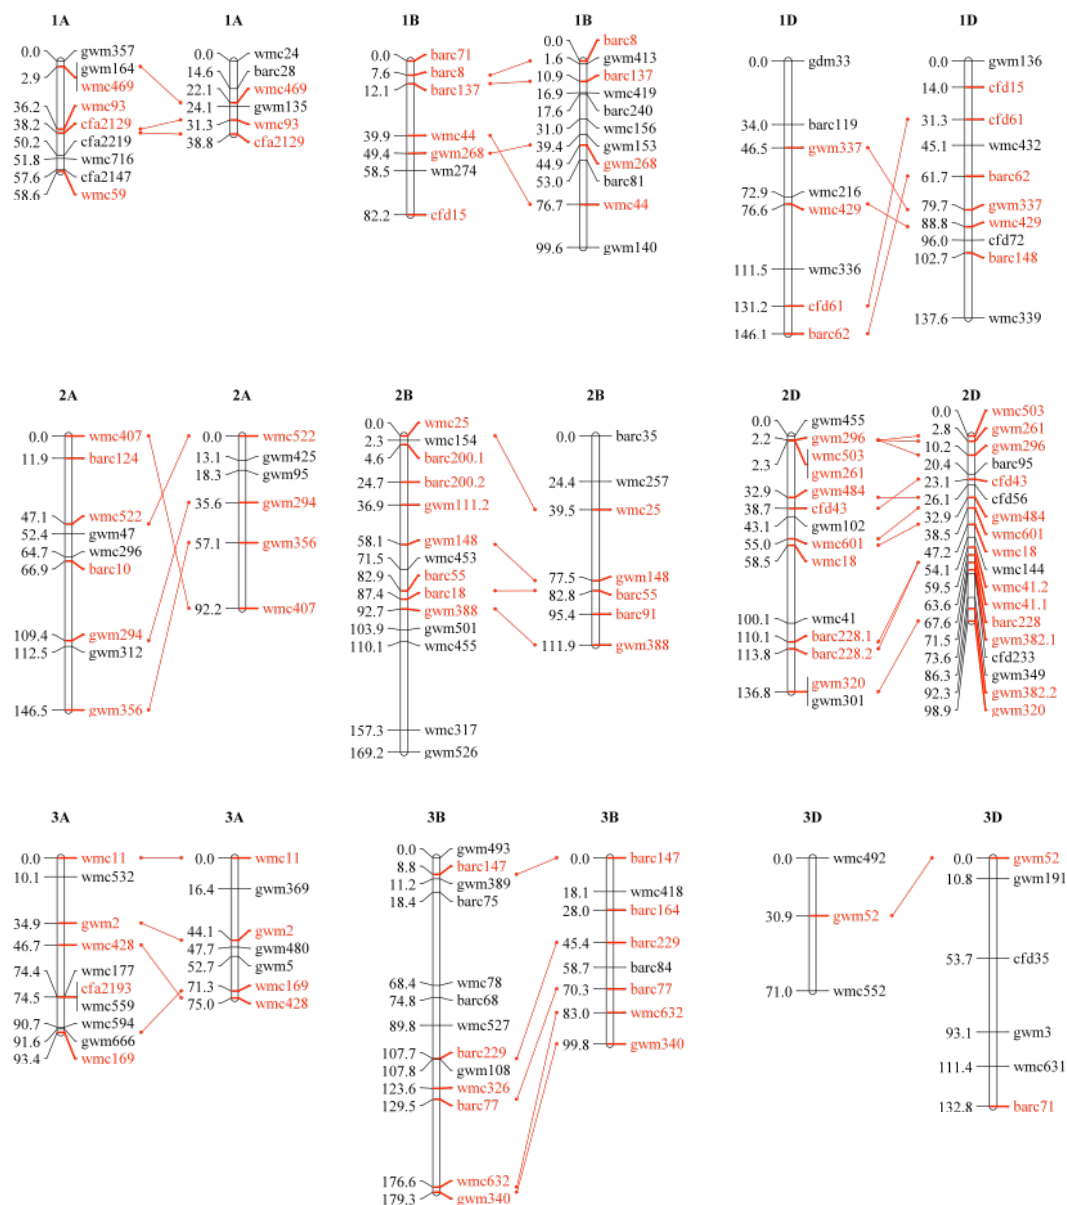 1A
0.0 gwm357
gwm164
2.9 wmc469
36.2 wmc93
38.2 cfa2129
50.2 cfa2219
51.8 wmc716
57.6 cfa2147
58.6 wmc59
1A
0.0 wmc24
14.6 barc28
22.1 wmc469
24.1 gwm135
31.3 wmc93
38.8 cfa2129
1B
0.0 barc71
7.6 barc8
12.1 barc137
39.9 wmc44
49.4 gwm268
58.5 wm274
82.2 cfd15
1B
0.0 barc8
1.6 gwm413
10.9 barc137
16.9 wmc419
17.6 barc240
31.0 wmc156
39.4 gwm153
44.9 gwm268
53.0 barc81
76.7 wmc44
99.6 gwm140
1D
0.0 gdm33
34.0 barc119
46.5 gwm337
72.9 wmc216
76.6 wmc429
111.5 wmc336
131.2 cfd61
146.1 barc62
1D
0.0 gwm136
14.0 cfd15
31.3 cfd61
45.1 wmc432
61.7 barc62
79.7 gwm337
88.8 wmc429
96.0 cfd72
102.7 barc148
137.6 wmc339
2A
0.0 wmc407
11.9 barc124
47.1 wmc522
52.4 gwm47
64.7 wmc296
66.9 barc10
109.4 gwm294
112.5 gwm312
146.5 gwm356
2A
0.0 wmc522
13.1 gwm425
18.3 gwm95
35.6 gwm294
57.1 gwm356
92.2 wmc407
2B
0.0 wmc25
2.3 wmc154
4.6 barc200.1
24.7 barc200.2
36.9 gwm111.2
58.1 gwm148
71.5 wmc453
82.9 barc55
87.4 barc18
92.7 gwm388
103.9 gwm501
110.1 wmc455
157.3 wmc317
169.2 gwm526
2B
0.0 barc35
24.4 wmc257
39.5 wmc25
77.5 gwm148
82.8 barc55
95.4 barc91
111.9 gwm388
2D
0.0 gwm455
2.2 gwm296
wmc503
2.3 gwm261
32.9 gwm484
38.7 cfd43
43.1 gwm102
55.0 wmc601
58.5 wmc18
100.1 wmc41
110.1 barc228.1
113.8 barc228.2
136.8 gwm320
gwm301
2D
0.0 wmc503
2.8 gwm261
10.2 gwm296
20.4 barc95
23.1 cfd43
26.1 cfd56
32.9 gwm484
38.5 wmc601
47.2 wmc18
54.1 wmc144
59.5 wmc41.2
63.6 wmc41.1
67.6 barc228
71.5 gwm382.1
73.6 cfd233
86.3 gwm349
92.3 gwm382.2
98.9 gwm320
3A
0.0 wmc11
10.1 wmc532
34.9 gwm2
46.7 wmc428
74.4 wmc177
cfa2193
74.5 wmc559
90.7 wmc594
91.6 gwm666
93.4 wmc169
3A
0.0 wmc11
16.4 gwm369
44.1 gwm2
47.7 gwm480
52.7 gwm5
71.3 wmc169
75.0 wmc428
3B
0.0 gwm493
8.8 barc147
11.2 gwm389
18.4 barc75
68.4 wmc78
74.8 barc68
89.8 wmc527
107.7 barc229
107.8 gwm108
123.6 wmc326
129.5 barc77
176.6 wmc632
179.3 gwm340
3B
0.0 barc147
18.1 wmc418
28.0 barc164
45.4 barc229
58.7 barc84
70.3 barc77
83.0 wmc632
99.8 gwm340
3D
0.0 wmc492
30.9 gwm52
71.0 wmc552
3D
0.0 gwm52
10.8 gwm191
53.7 cfd35
93.1 gwm3
111.4 wmc631
132.8 barc71